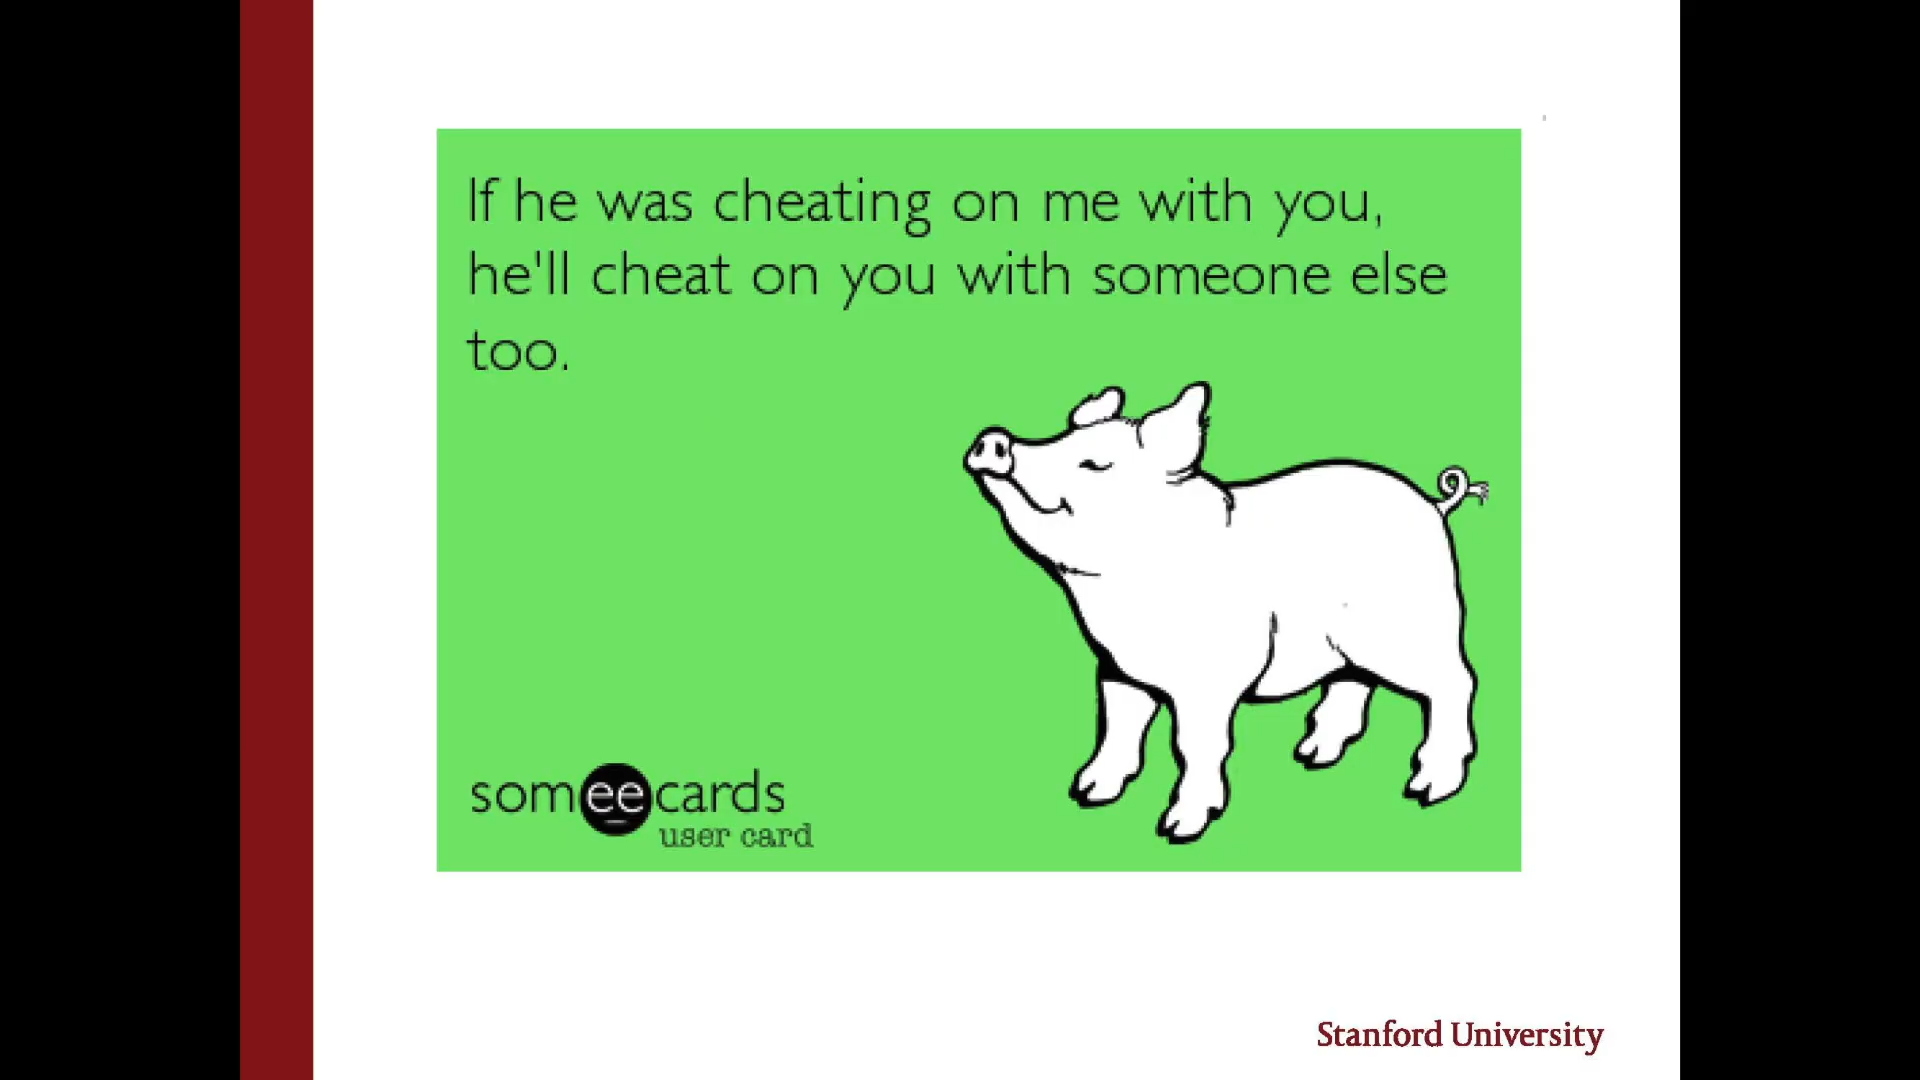 If he was cheating on me with you,
he'll cheat on you with someone else
too.
someecards
user card
Stanford University